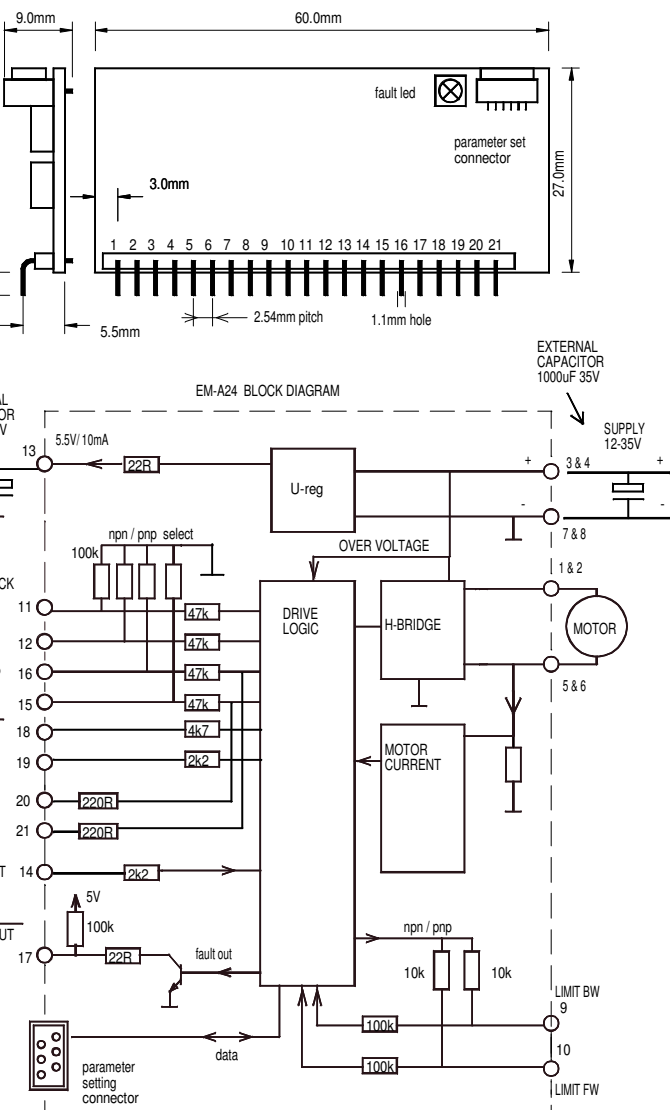 9.0mm
60.0mm
fault led
parameter set
connector
27.0mm
3.0mm
1 2 3 4 5 6 7 8 9 10 11 12 13 14 15 16 17 18 19 20 21
5.5mm
2.54mm pitch
1.1mm hole
EXTERNAL
CAPACITOR
1000uF 35V
EM-A24 BLOCK DIAGRAM
AL
OR
V
SUPPLY
12-35V
13
5.5V/ 10mA
22R
U-reg
+
3 & 4
+
-
7 & 8
-
npn / pnp select
100k
OVER VOLTAGE
1 & 2
CK
11
47k
DRIVE
LOGIC
H-BRIDGE
MOTOR
12
47k
16
47k
15
47k
5 & 6
18
4k7
19
2k2
MOTOR
CURRENT
20
220R
21
220R
T
14
2k2
5V
100k
UT
17
22R
fault out
npn / pnp
10k
10k
LIMIT BW
9
100k
10
100k
LIMIT FW
data
parameter
setting
connector